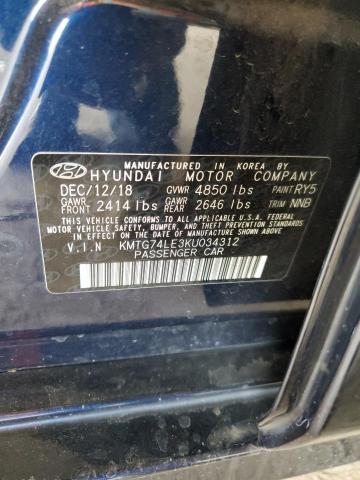 MANUFACTURED IN KOREA BY
HYUNDAI MOTOR COMPANY
DEC/12/18 GVWR 4850 lbs PAINT RY5
GAWR FRONT 2414 lbs GAWR REAR 2646 lbs TRIM NNB
THIS VEHICLE CONFORMS TO ALL APPLICABLE U.S.A. FEDERAL
MOTOR VEHICLE SAFETY, BUMPER, AND THEFT PREVENTION STANDARDS
IN EFFECT ON THE DATE OF MANUFACTURE SHOWN ABOVE.
V.I.N KMTG74LE3KU034312
PASSENGER CAR